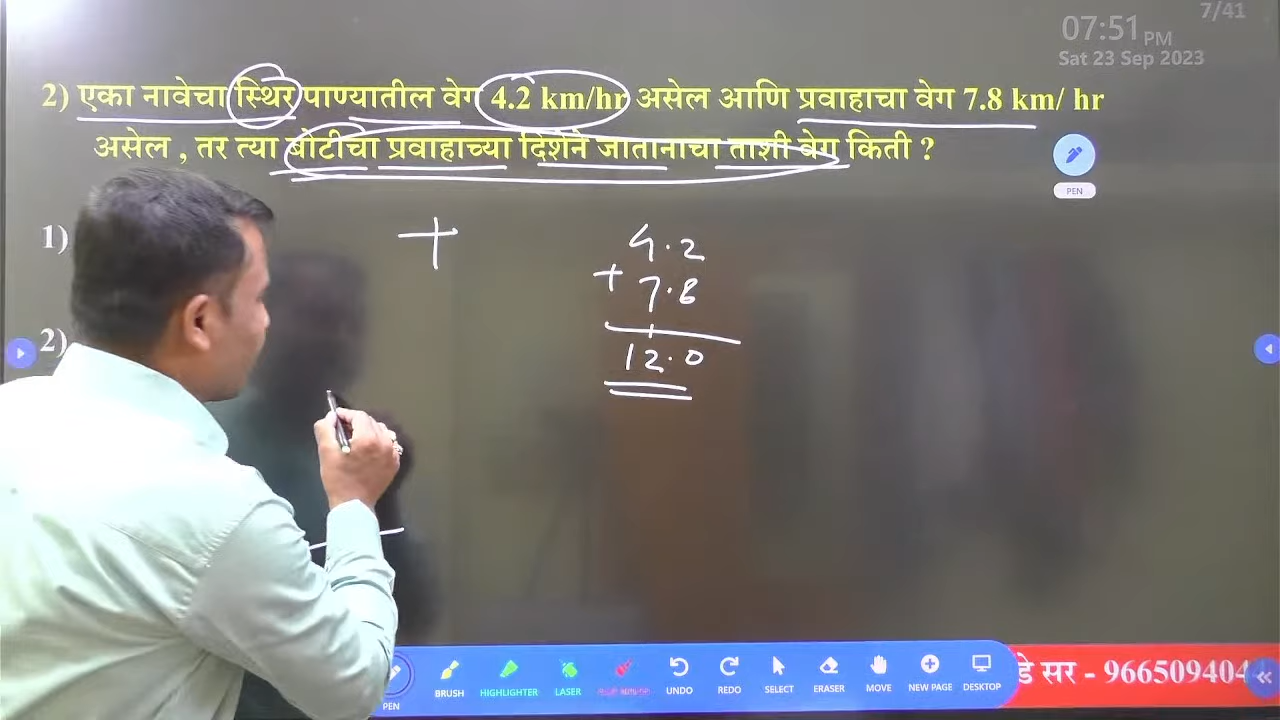 7/41
07:51 PM
Sat 23 Sep 2023
2) एका नावेचा स्थिर पाण्यातील वेग 4.2 km/hr असेल आणि प्रवाहाचा वेग 7.8 km/ hr
असेल , तर त्या बोटीचा प्रवाहाच्या दिशेने जातानाचा ताशी वेग किती ?
PEN
1)
+
4.2
+ 7.8
12.0
2)
PEN BRUSH HIGHLIGHTER LASER UNDO REDO SELECT ERASER MOVE NEW PAGE DESKTOP
सर - 966509404